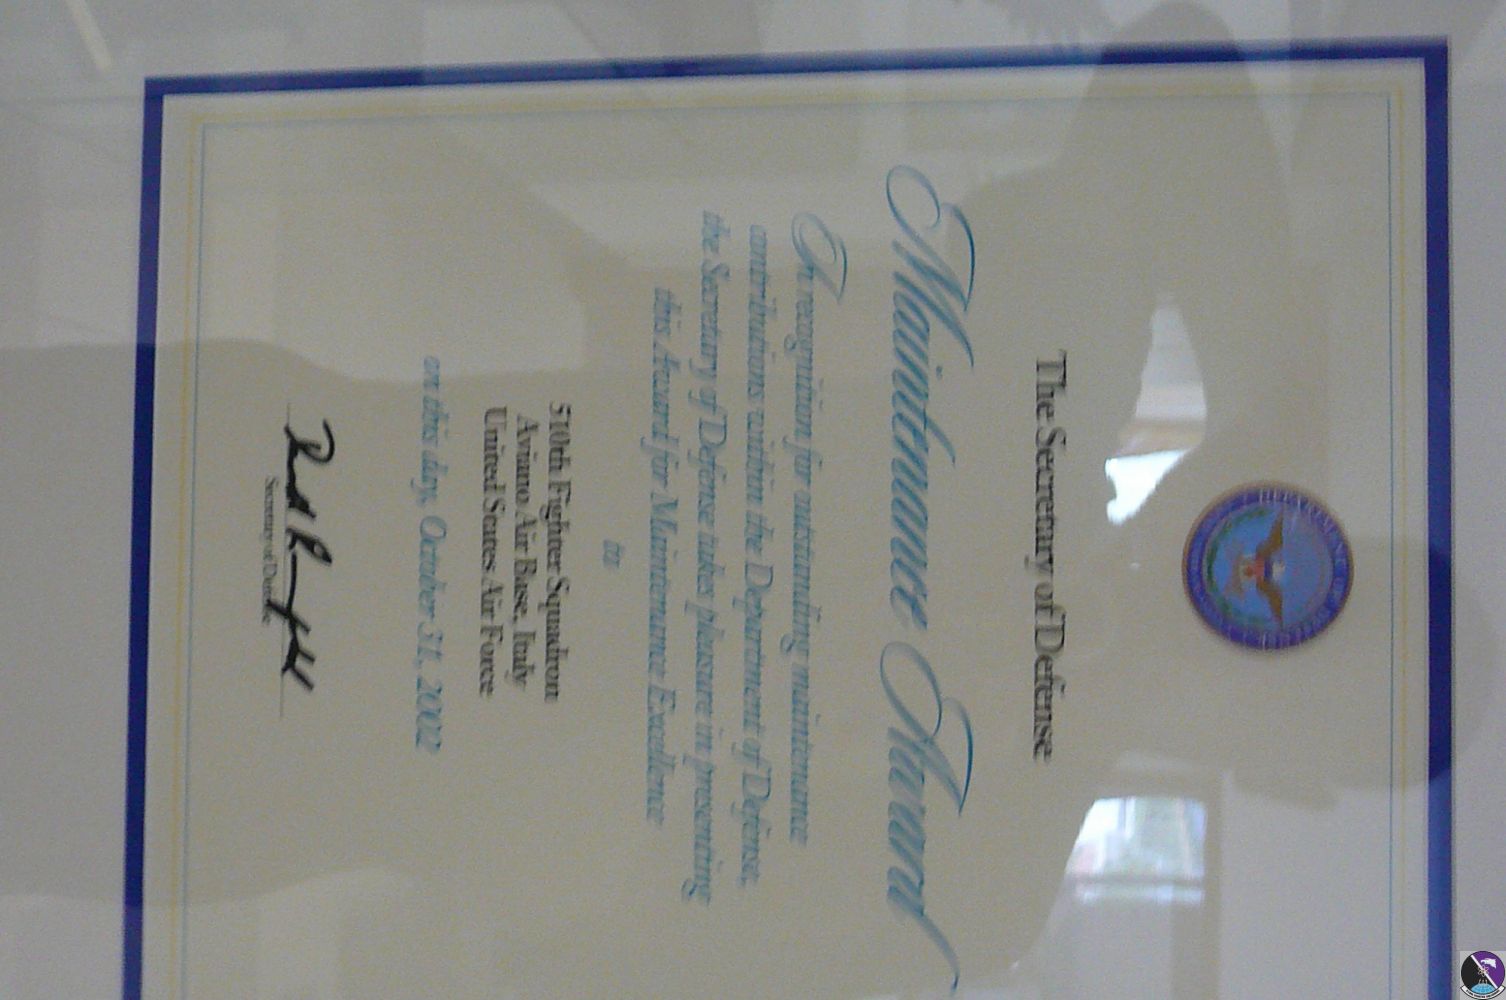 The Secretary of Defense
Maintenance Award
In recognition for outstanding maintenance
contributions within the Department of Defense,
the Secretary of Defense takes pleasure in presenting
this Award for Maintenance Excellence
to
510th Fighter Squadron
Aviano Air Base, Italy
United States Air Force
on this day, October 31, 2002
Secretary of Defense